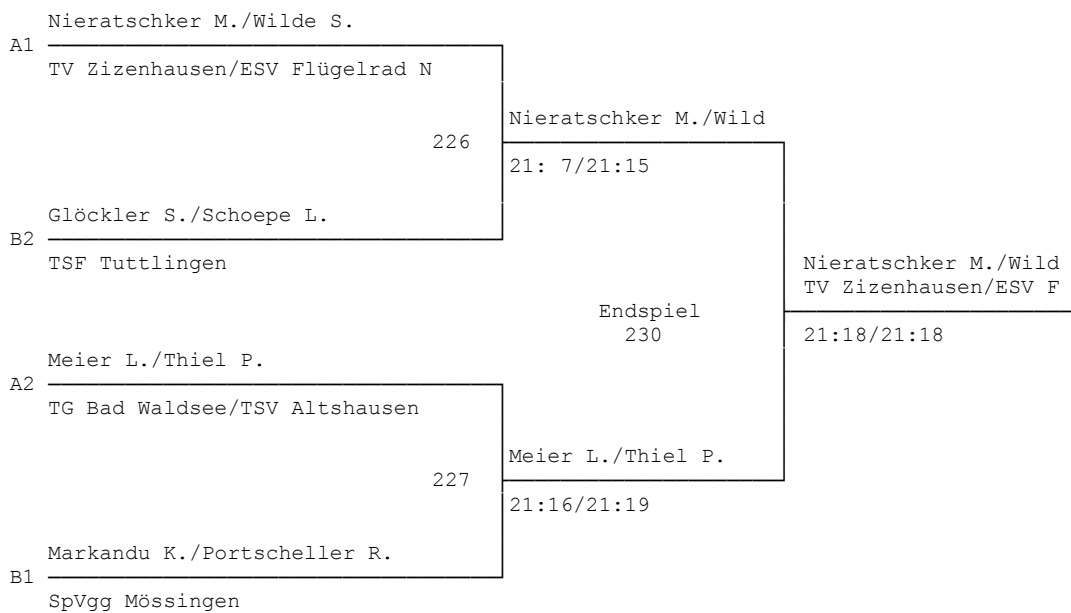 Nieratschker M./Wilde S.
A1
TV Zizenhausen/ESV Flügelrad N
Nieratschker M./Wild
226
21: 7/21:15
Glöckler S./Schoepe L.
B2
TSF Tuttlingen
Nieratschker M./Wild
TV Zizenhausen/ESV F
Endspiel
230
21:18/21:18
Meier L./Thiel P.
A2
TG Bad Waldsee/TSV Altshausen
Meier L./Thiel P.
227
21:16/21:19
Markandu K./Portscheller R.
B1
SpVgg Mössingen